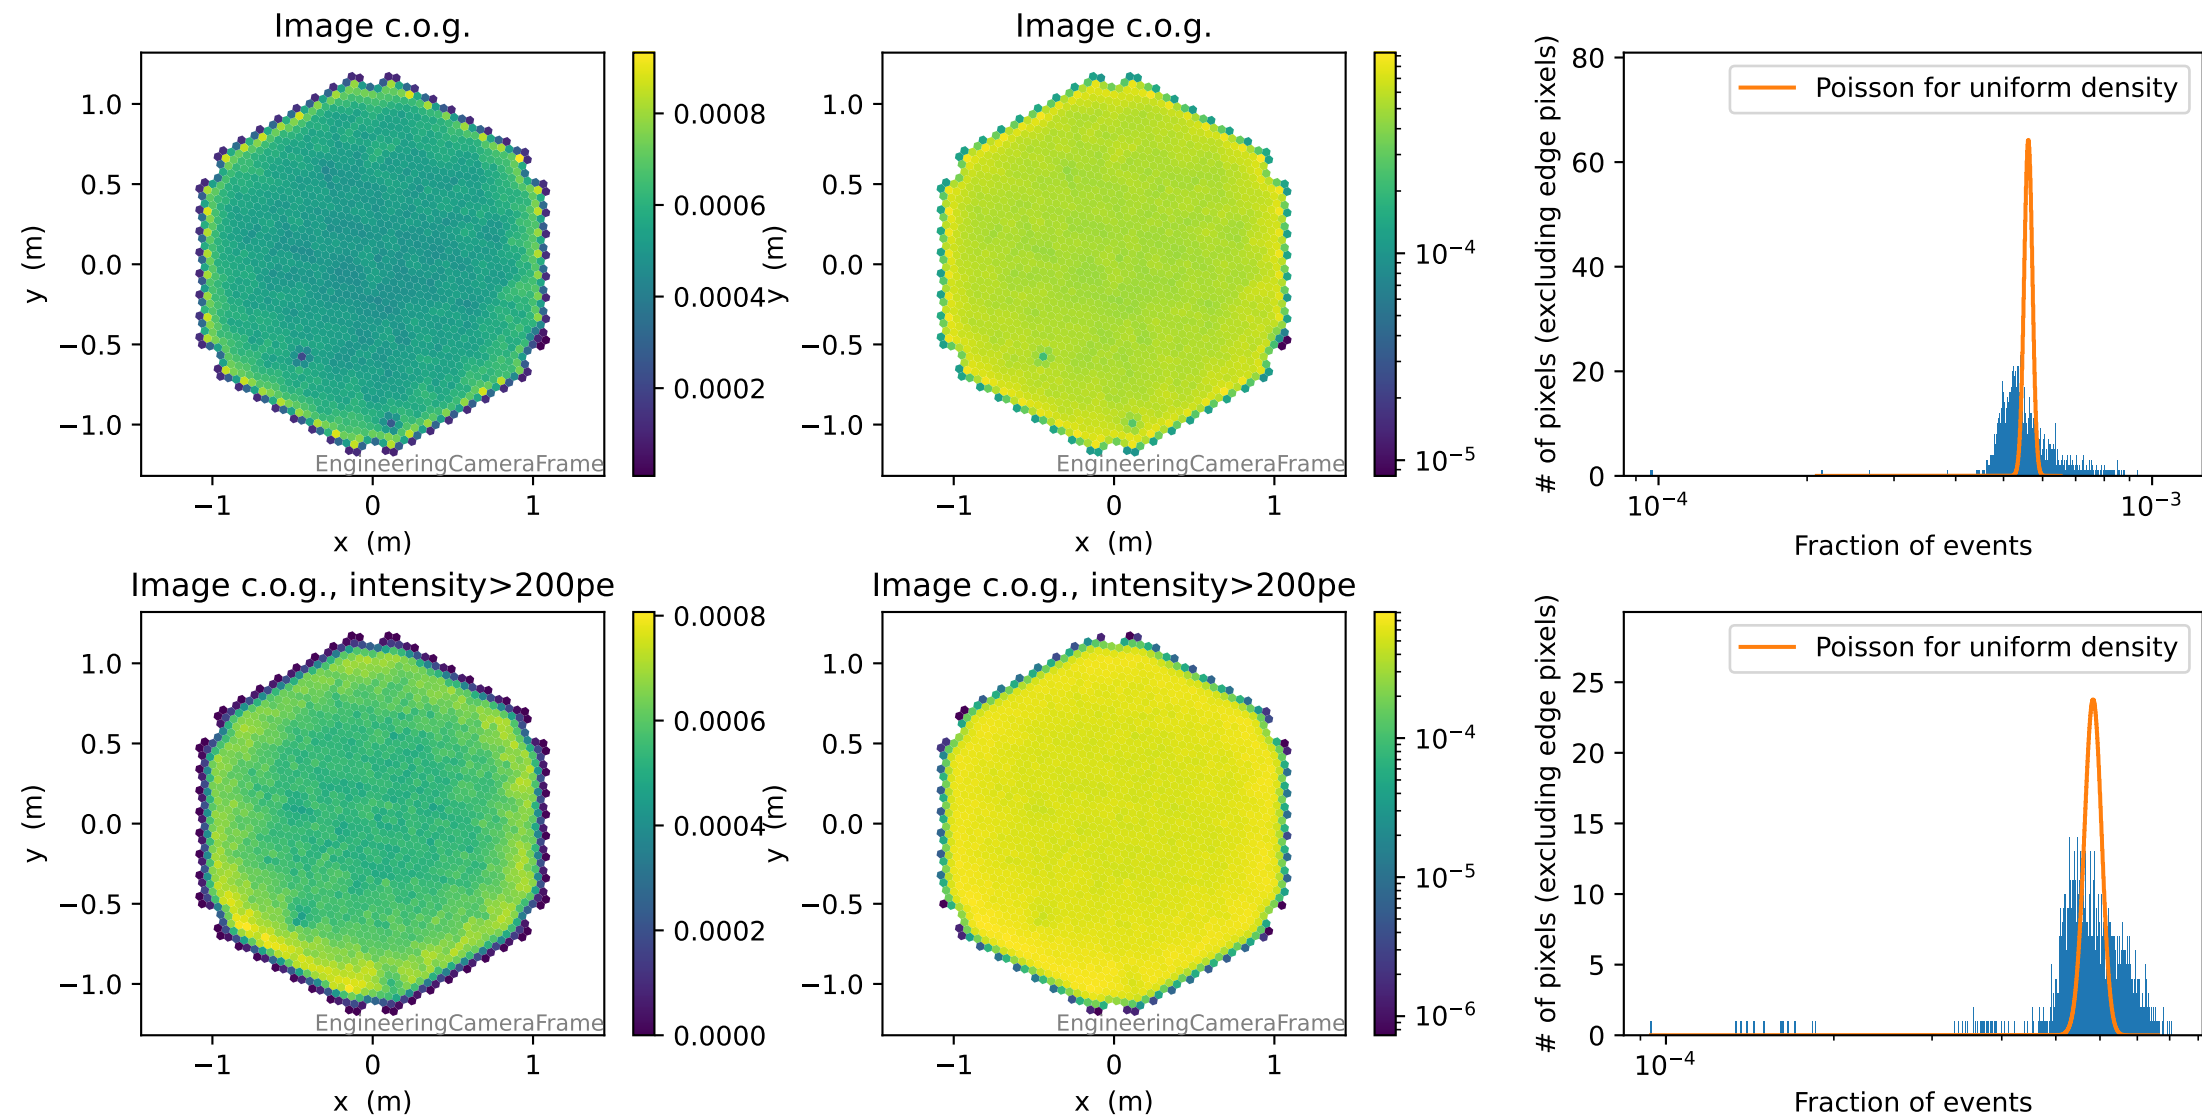 Image c.o.g.
y (m)
1.0
0.5
0.0
−0.5
−1.0
−1
0
1
x (m)
EngineeringCameraFrame
0.0008
0.0006
0.0004
0.0002
Image c.o.g.
y (m)
1.0
0.5
0.0
−0.5
−1.0
−1
0
1
x (m)
EngineeringCameraFrame
10⁻⁴
10⁻⁵
# of pixels (excluding edge pixels)
80
60
40
20
0
Poisson for uniform density
10⁻⁴
10⁻³
Fraction of events
Image c.o.g., intensity>200pe
y (m)
1.0
0.5
0.0
−0.5
−1.0
−1
0
1
x (m)
EngineeringCameraFrame
0.0008
0.0006
0.0004
0.0002
0.0000
Image c.o.g., intensity>200pe
y (m)
1.0
0.5
0.0
−0.5
−1.0
−1
0
1
x (m)
EngineeringCameraFrame
10⁻⁴
10⁻⁵
10⁻⁶
# of pixels (excluding edge pixels)
25
20
15
10
5
0
Poisson for uniform density
10⁻⁴
Fraction of events